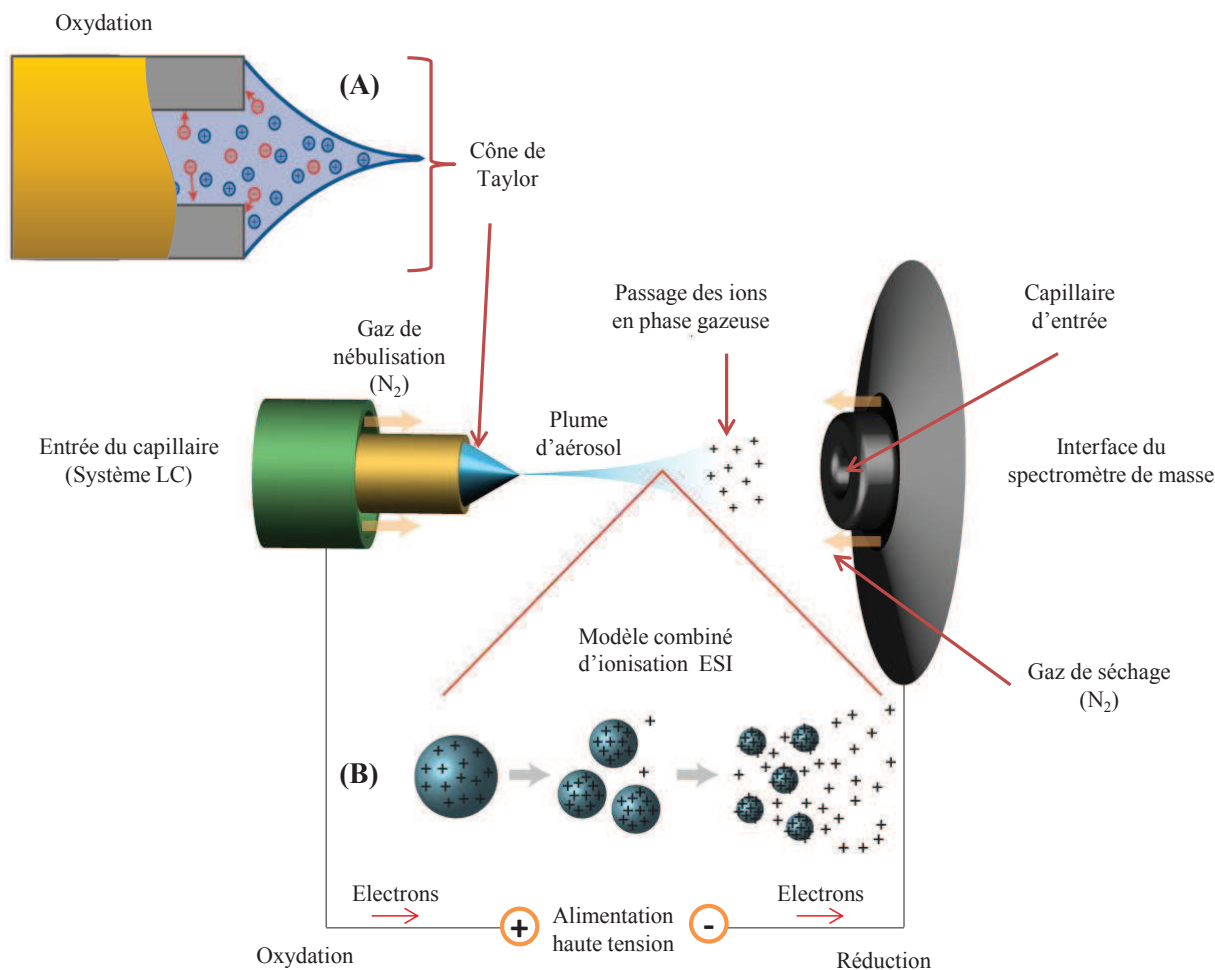 Oxydation
(A)
Cône de
Taylor
Passage des ions
en phase gazeuse
Capillaire
d'entrée
Gaz de
nébulisation
(N₂)
Entrée du capillaire
(Système LC)
Plume
d'aérosol
Interface du
spectromètre de masse
Modèle combiné
d'ionisation ESI
Gaz de séchage
(N₂)
(B)
Electrons
+
Alimentation
haute tension
-
Electrons
Oxydation
Réduction